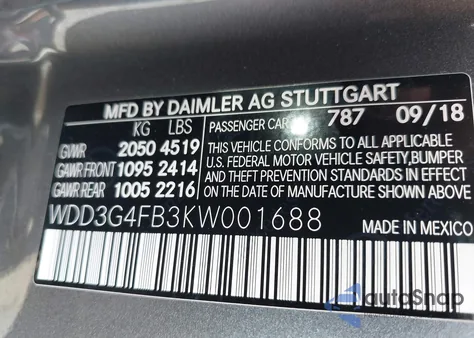 MFD BY DAIMLER AG STUTTGART
KG LBS PASSENGER CAR 787 09/18
GVWR 2050 4519
GAWR FRONT 1095 2414
GAWR REAR 1005 2216
THIS VEHICLE CONFORMS TO ALL APPLICABLE
U.S. FEDERAL MOTOR VEHICLE SAFETY, BUMPER
AND THEFT PREVENTION STANDARDS IN
EFFECT ON THE DATE OF MANUFACTURE SHOWN
ABOVE.
WDD3G4FB3KW001688
MADE IN MEXICO
autoShop